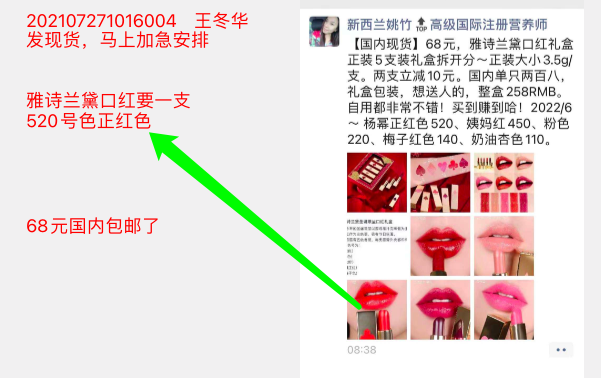 202107271016004 王冬华
发现货，马上加急安排
雅诗兰黛口红要一支
520号色正红色
68元国内包邮了
新西兰姚竹TOP高级国际注册营养师
【国内现货】68元，雅诗兰黛口红礼盒
正装5支装礼盒拆开分～正装大小3.5g/
支。两支立减10元。国内单只两百八，
礼盒包装，想送人的，整盒258RMB。
自用都非常不错！买到赚到哈！2022/6
～ 杨幂正红色520、姨妈红450、粉色
220、梅子红色140、奶油杏色110。
08:38